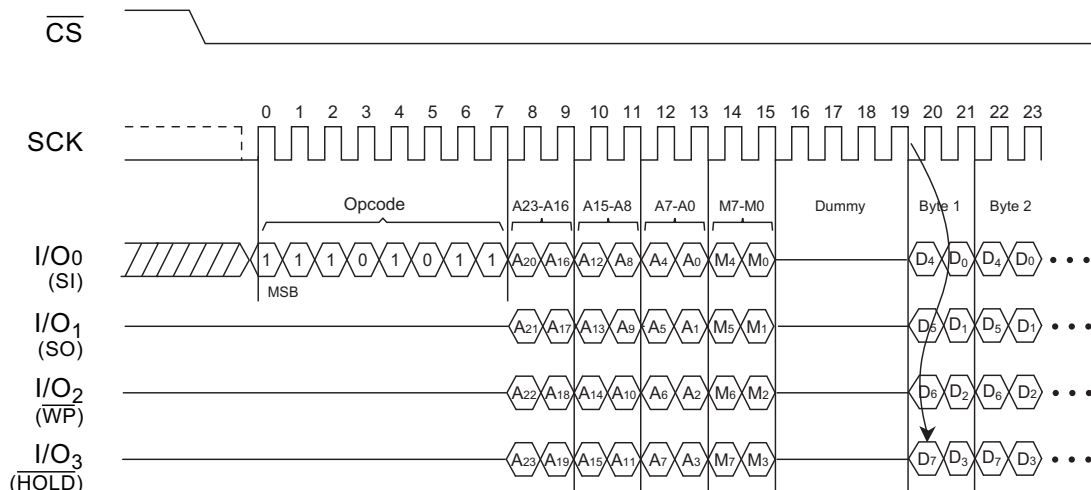 CS
0 1 2 3 4 5 6 7 8 9 10 11 12 13 14 15 16 17 18 19 20 21 22 23
SCK
Opcode A23-A16 A15-A8 A7-A0 M7-M0 Dummy Byte 1 Byte 2
I/O0 1 1 1 0 1 0 1 1 A20 A16 A12 A8 A4 A0 M4 M0 D4 D0 D4 D0 • • •
(SI)
MSB
I/O1 A21 A17 A13 A9 A5 A1 M5 M1 D5 D1 D5 D1 • • •
(SO)
I/O2 A22 A18 A14 A10 A6 A2 M6 M2 D6 D2 D6 D2 • • •
(WP)
I/O3 A23 A19 A15 A11 A7 A3 M7 M3 D7 D3 D7 D3 • • •
(HOLD)